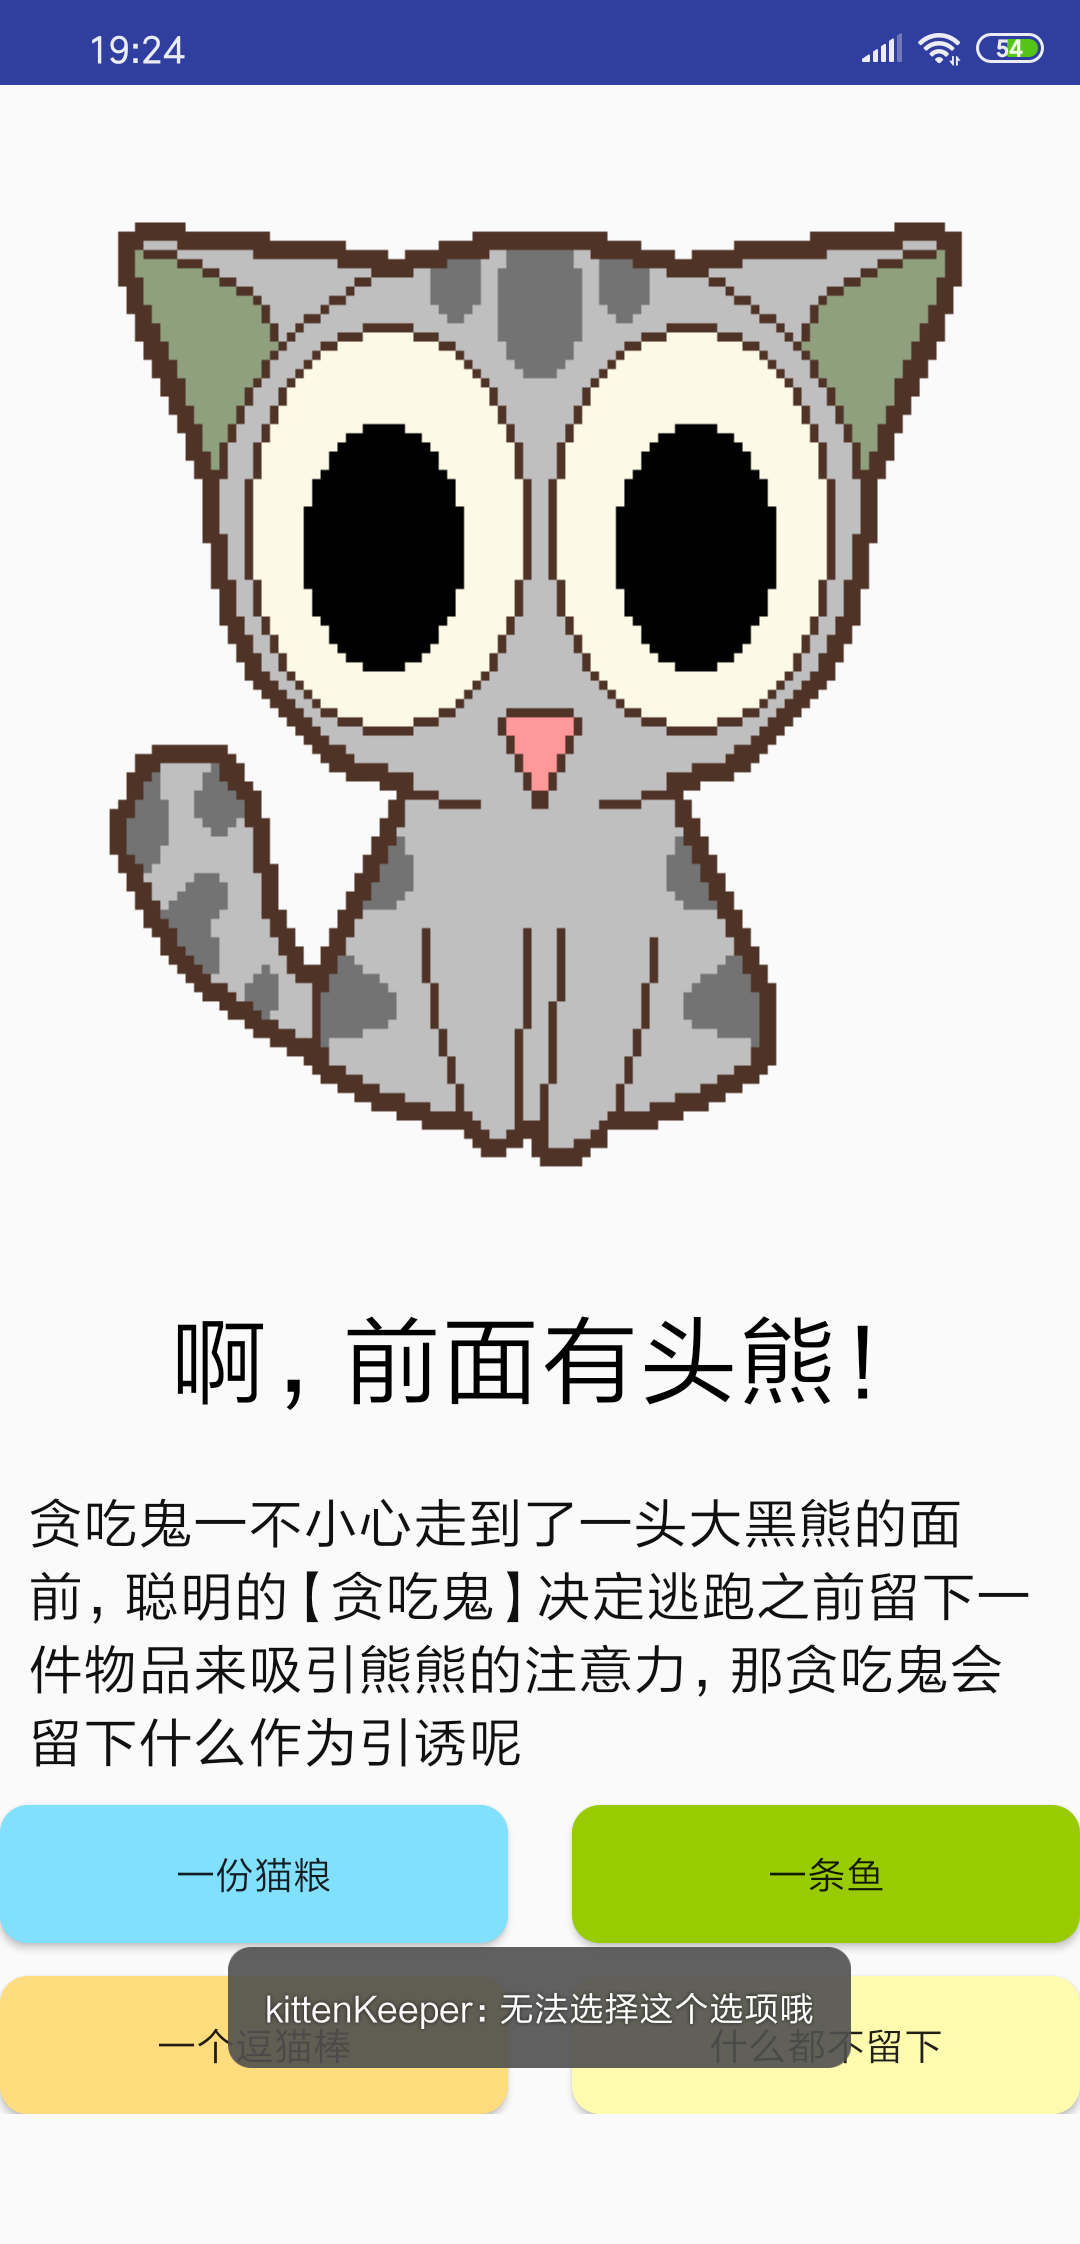 19:24
54
啊，前面有头熊！
贪吃鬼一不小心走到了一头大黑熊的面
前，聪明的【贪吃鬼】决定逃跑之前留下一
件物品来吸引熊熊的注意力，那贪吃鬼会
留下什么作为引诱呢
一份猫粮
一条鱼
kittenKeeper：无法选择这个选项哦
一个逗猫棒
什么都不留下